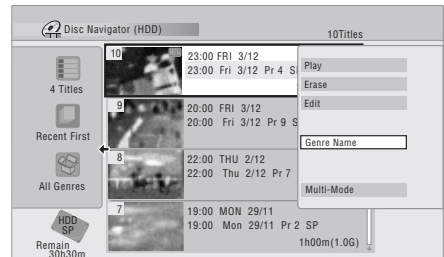 Disc Navigator (HDD)
10Titles
4 Titles
Recent First
All Genres
HDD
SP
Remain
30h30m
10
23:00 FRI 3/12
23:00 Fri 3/12 Pr 4 S
9
20:00 FRI 3/12
20:00 Fri 3/12 Pr 9 S
8
22:00 THU 2/12
22:00 Thu 2/12 Pr 7
7
19:00 MON 29/11
19:00 Mon 29/11 Pr 2 SP
1h00m(1.0G)
Play
Erase
Edit
Genre Name
Multi-Mode